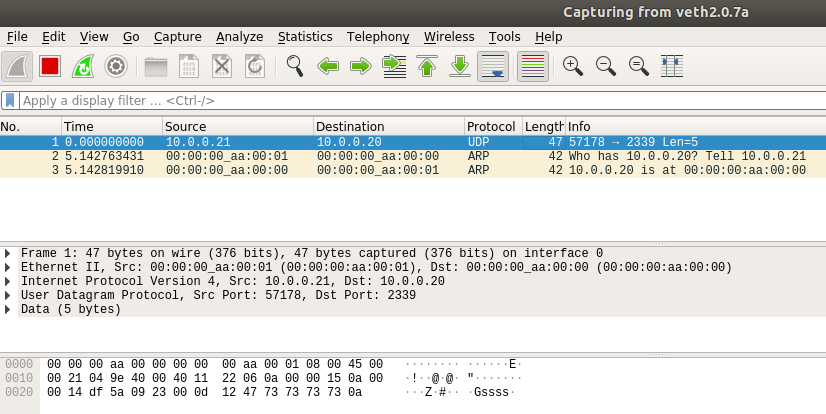 Capturing from veth2.0.7a
File Edit View Go Capture Analyze Statistics Telephony Wireless Tools Help
Apply a display filter … <Ctrl-/>
No. Time Source Destination Protocol Length Info
1 0.000000000 10.0.0.21 10.0.0.20 UDP 47 57178 → 2339 Len=5
2 5.142763431 00:00:00_aa:00:01 00:00:00_aa:00:00 ARP 42 Who has 10.0.0.20? Tell 10.0.0.21
3 5.142819910 00:00:00_aa:00:00 00:00:00_aa:00:01 ARP 42 10.0.0.20 is at 00:00:00:aa:00:00
Frame 1: 47 bytes on wire (376 bits), 47 bytes captured (376 bits) on interface 0
Ethernet II, Src: 00:00:00_aa:00:01 (00:00:00:aa:00:01), Dst: 00:00:00_aa:00:00 (00:00:00:aa:00:00)
Internet Protocol Version 4, Src: 10.0.0.21, Dst: 10.0.0.20
User Datagram Protocol, Src Port: 57178, Dst Port: 2339
Data (5 bytes)
0000 00 00 00 aa 00 00 00 00 00 aa 00 01 08 00 45 00 ········ ······E·
0010 00 21 04 9e 40 00 40 11 22 06 0a 00 00 15 0a 00 ·!··@·@· "·······
0020 00 14 df 5a 09 23 00 0d 12 47 73 73 73 73 0a ···Z·#·· ·Gssss·